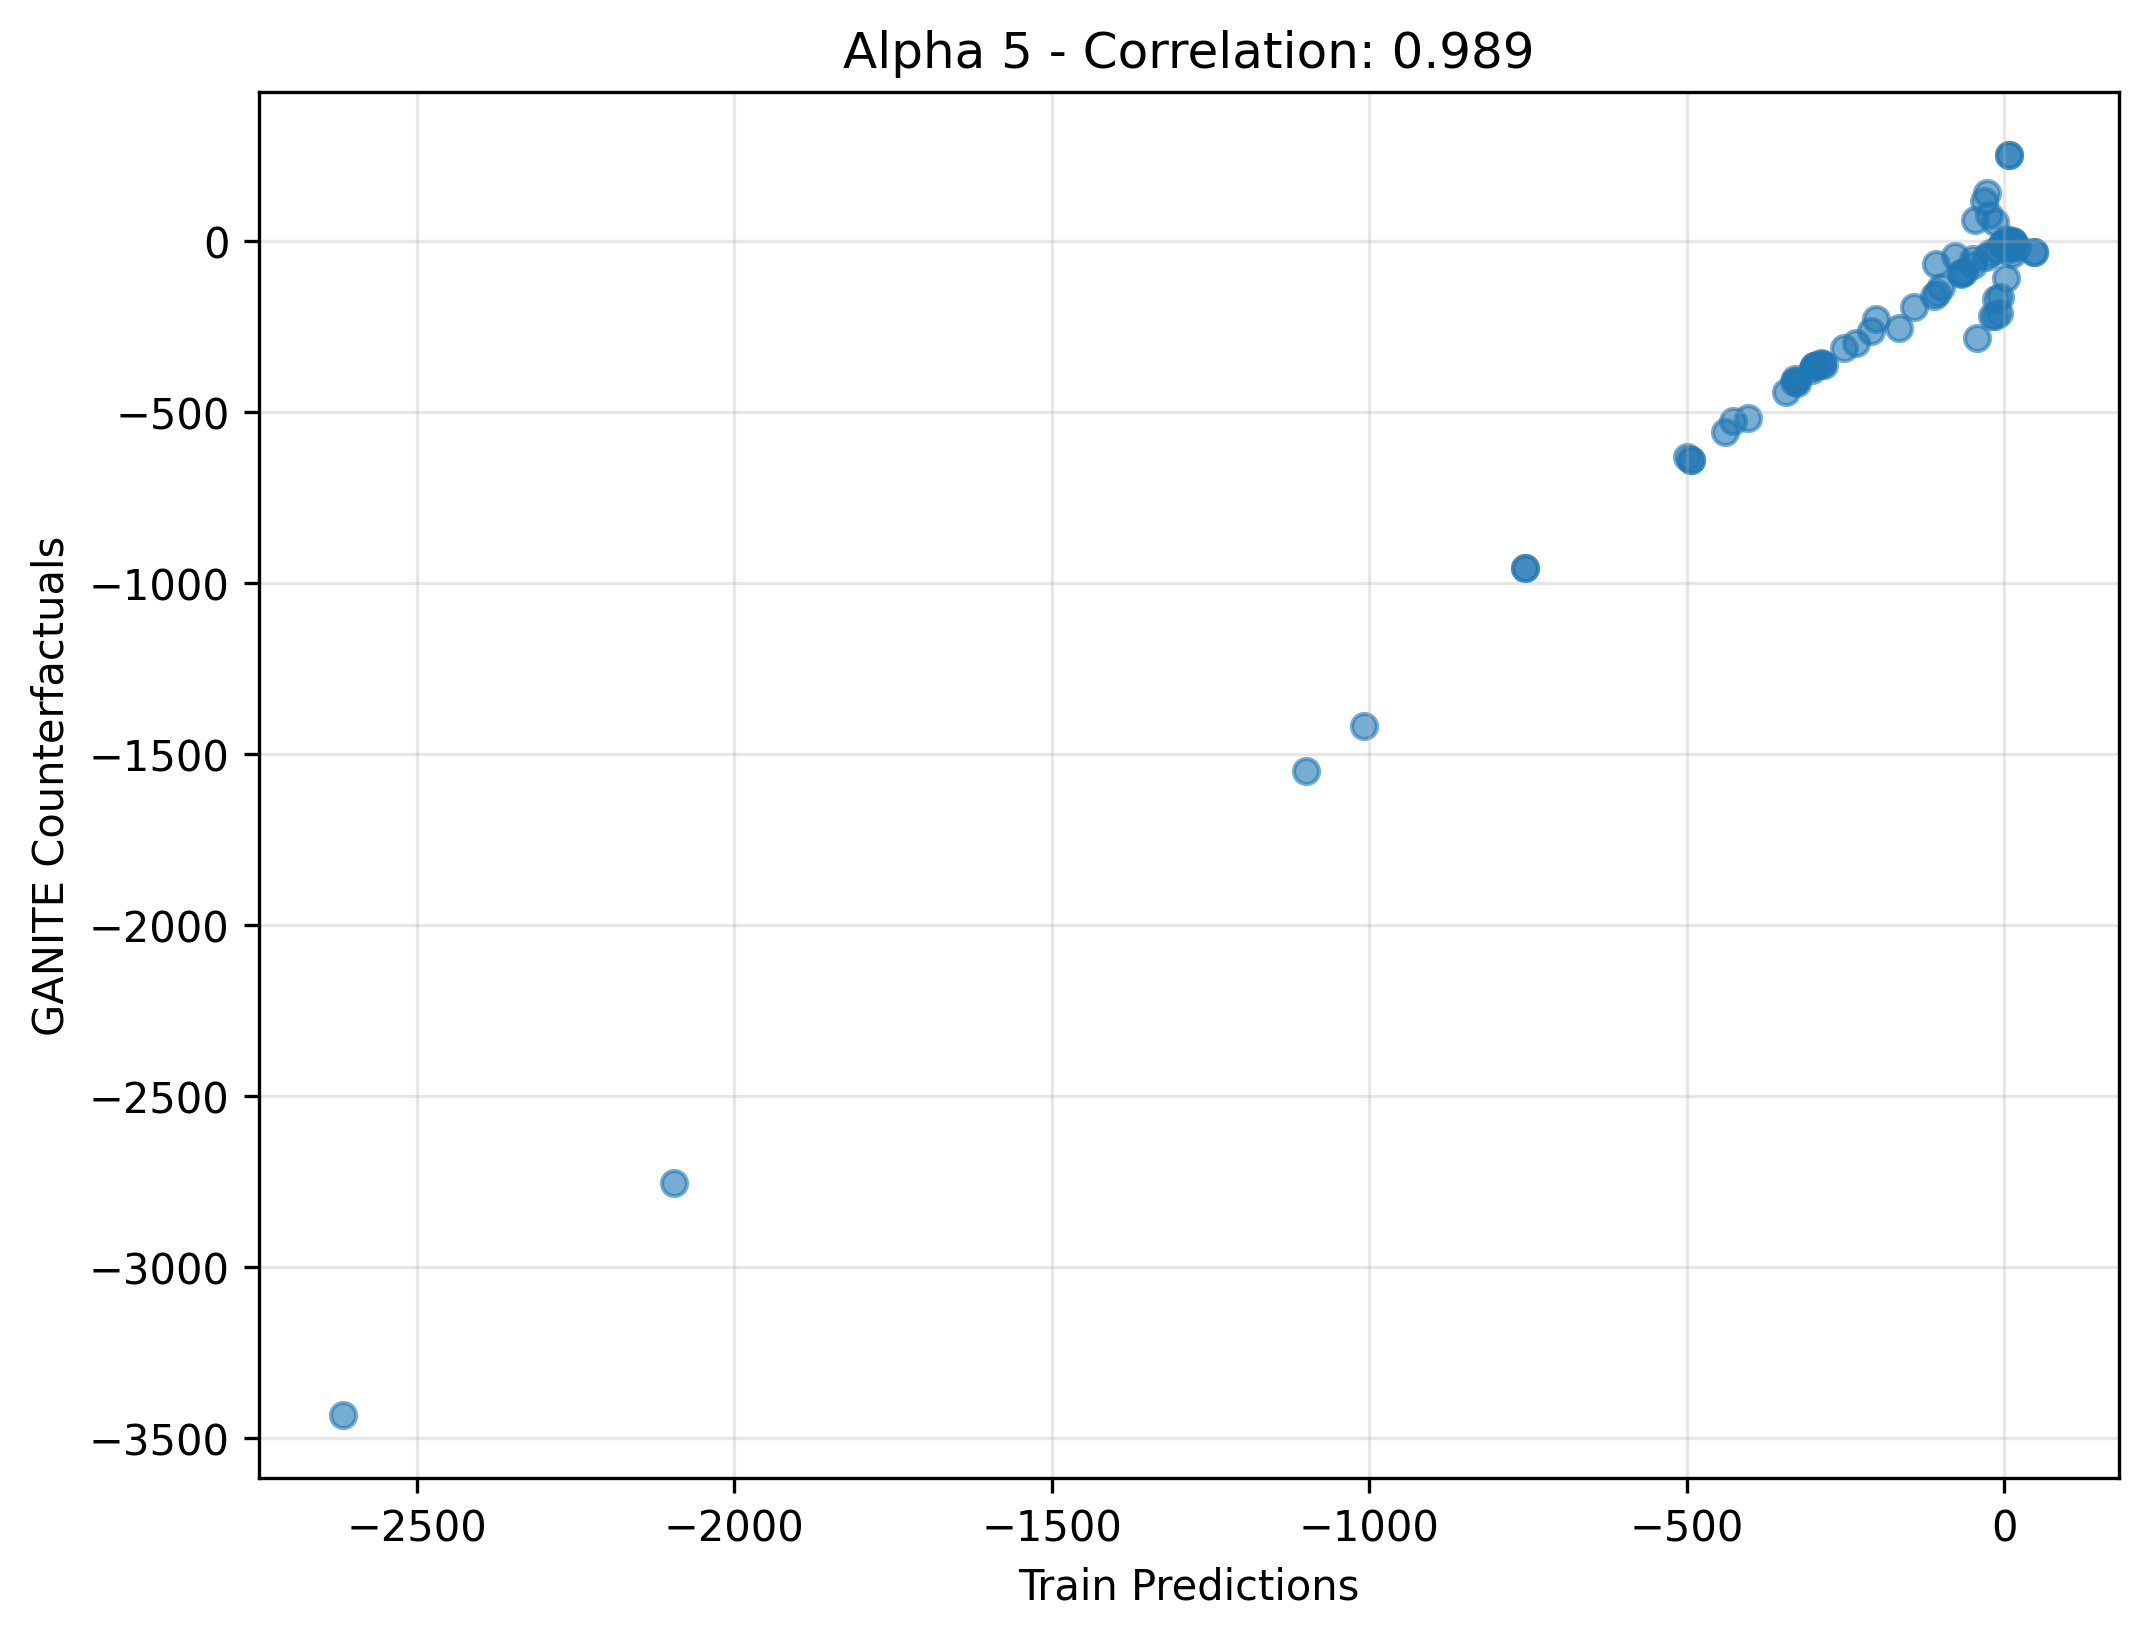 Alpha 5 - Correlation: 0.989
GANITE Counterfactuals
0
−500
−1000
−1500
−2000
−2500
−3000
−3500
−2500 −2000 −1500 −1000 −500 0
Train Predictions